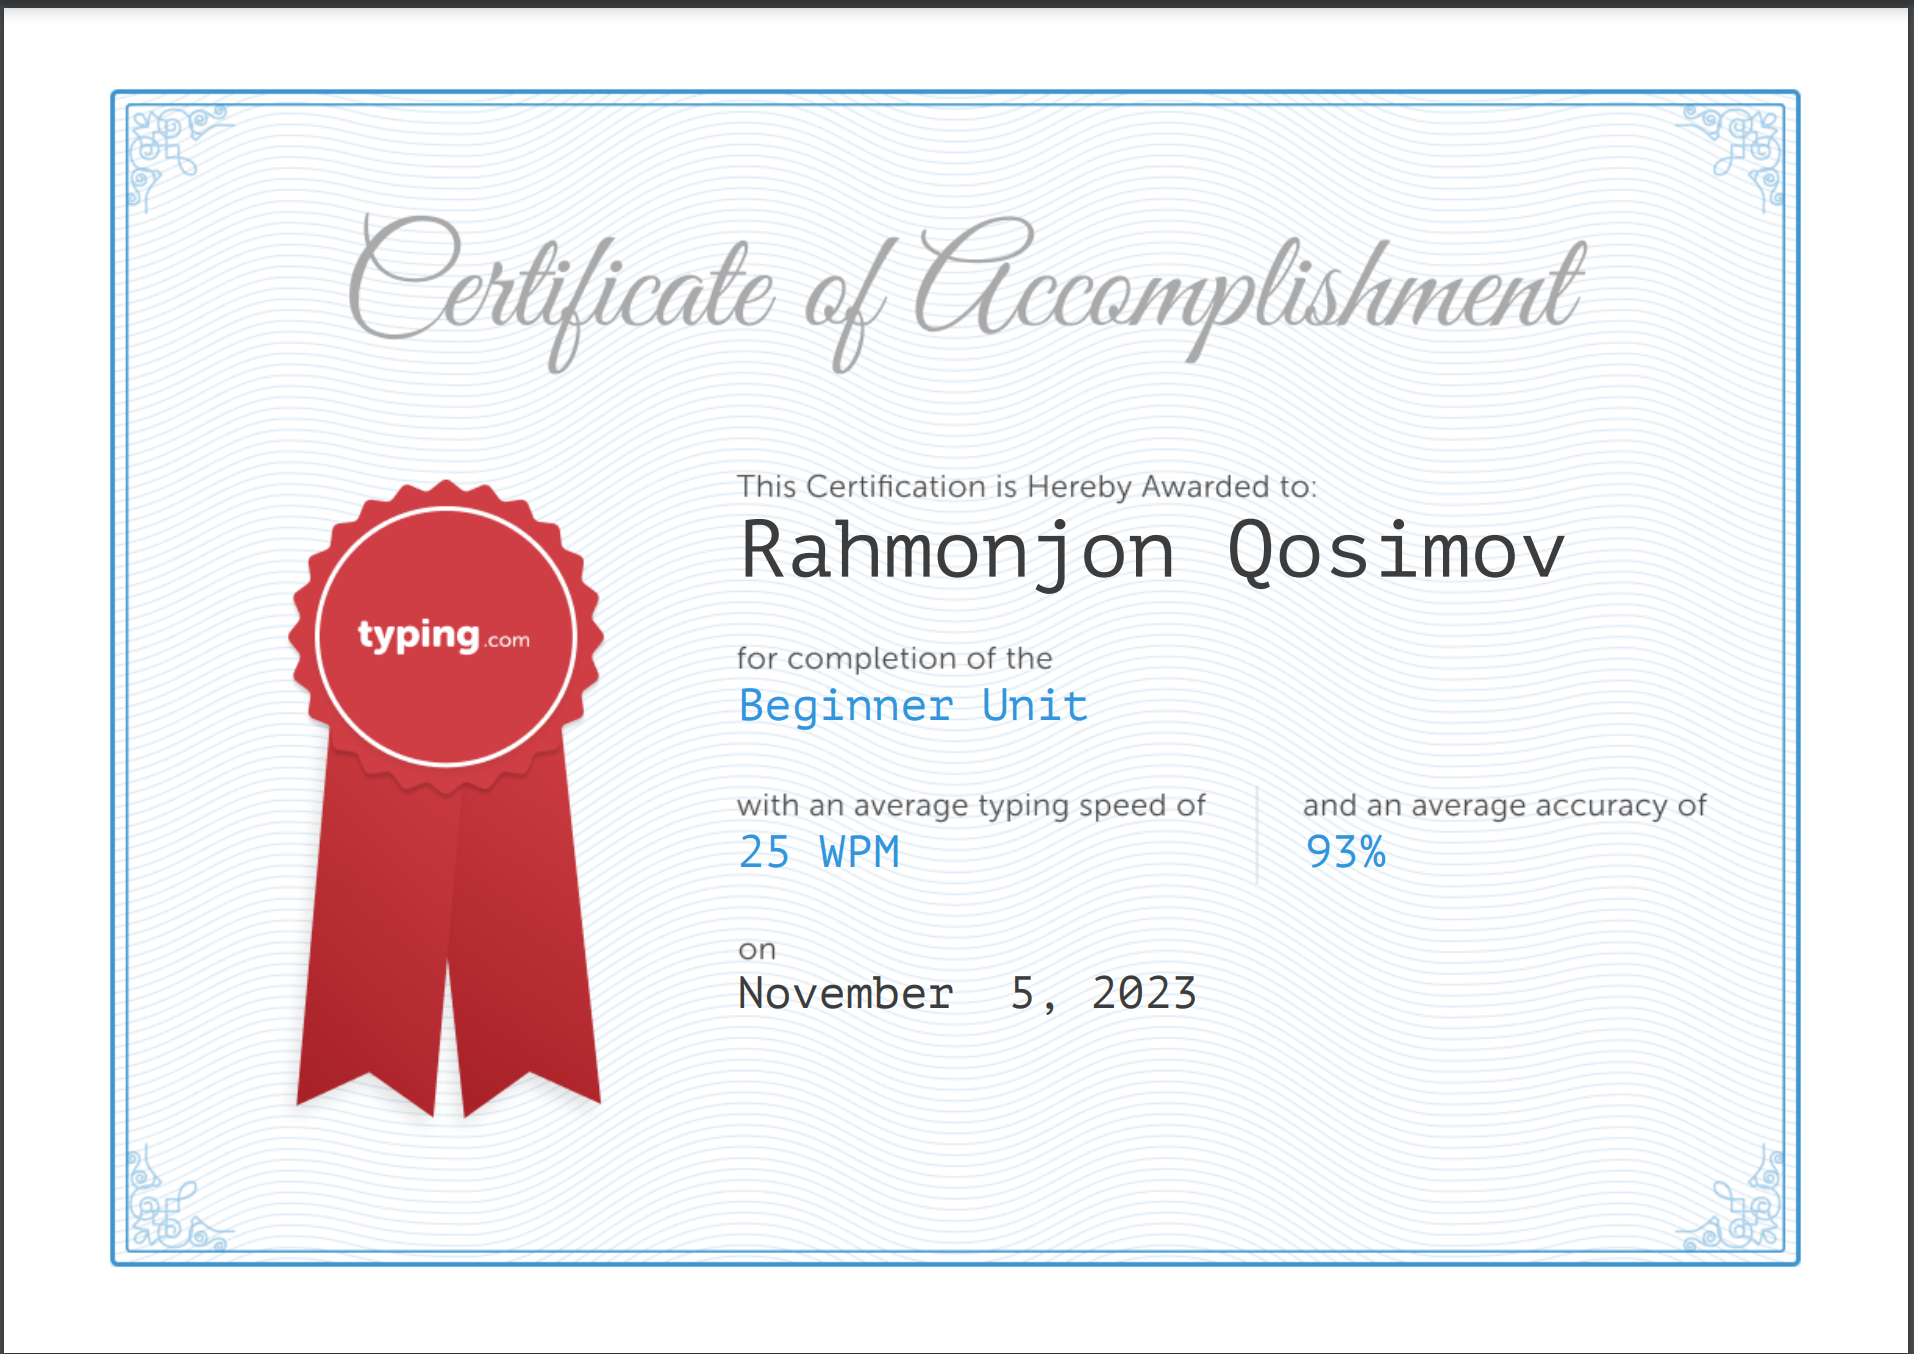 Certificate of Accomplishment
This Certification is Hereby Awarded to:
Rahmonjon Qosimov
typing.com
for completion of the
Beginner Unit
with an average typing speed of
25 WPM
and an average accuracy of
93%
on
November 5, 2023